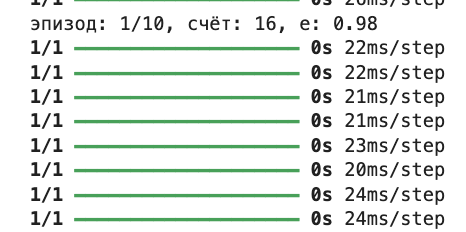 эпизод: 1/10, счёт: 16, e: 0.98
1/1 0s 22ms/step
1/1 0s 22ms/step
1/1 0s 21ms/step
1/1 0s 21ms/step
1/1 0s 23ms/step
1/1 0s 20ms/step
1/1 0s 24ms/step
1/1 0s 24ms/step